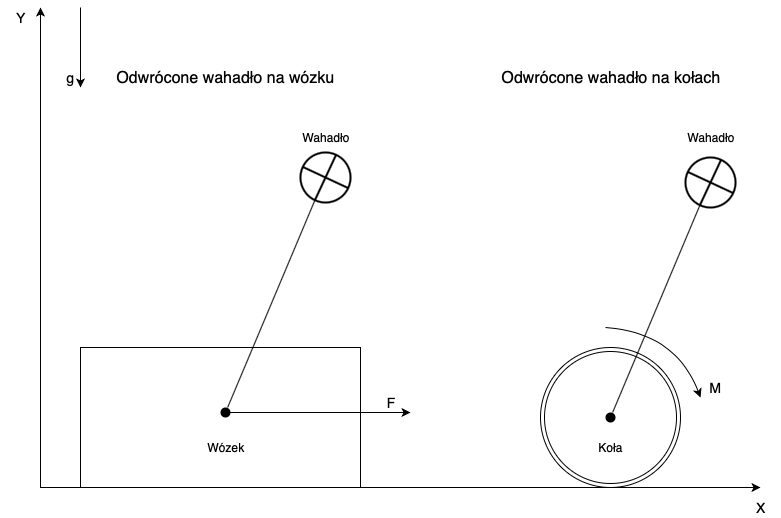 Y
g
Odwrócone wahadło na wózku
Odwrócone wahadło na kołach
Wahadło
Wahadło
M
F
Wózek
Koła
X